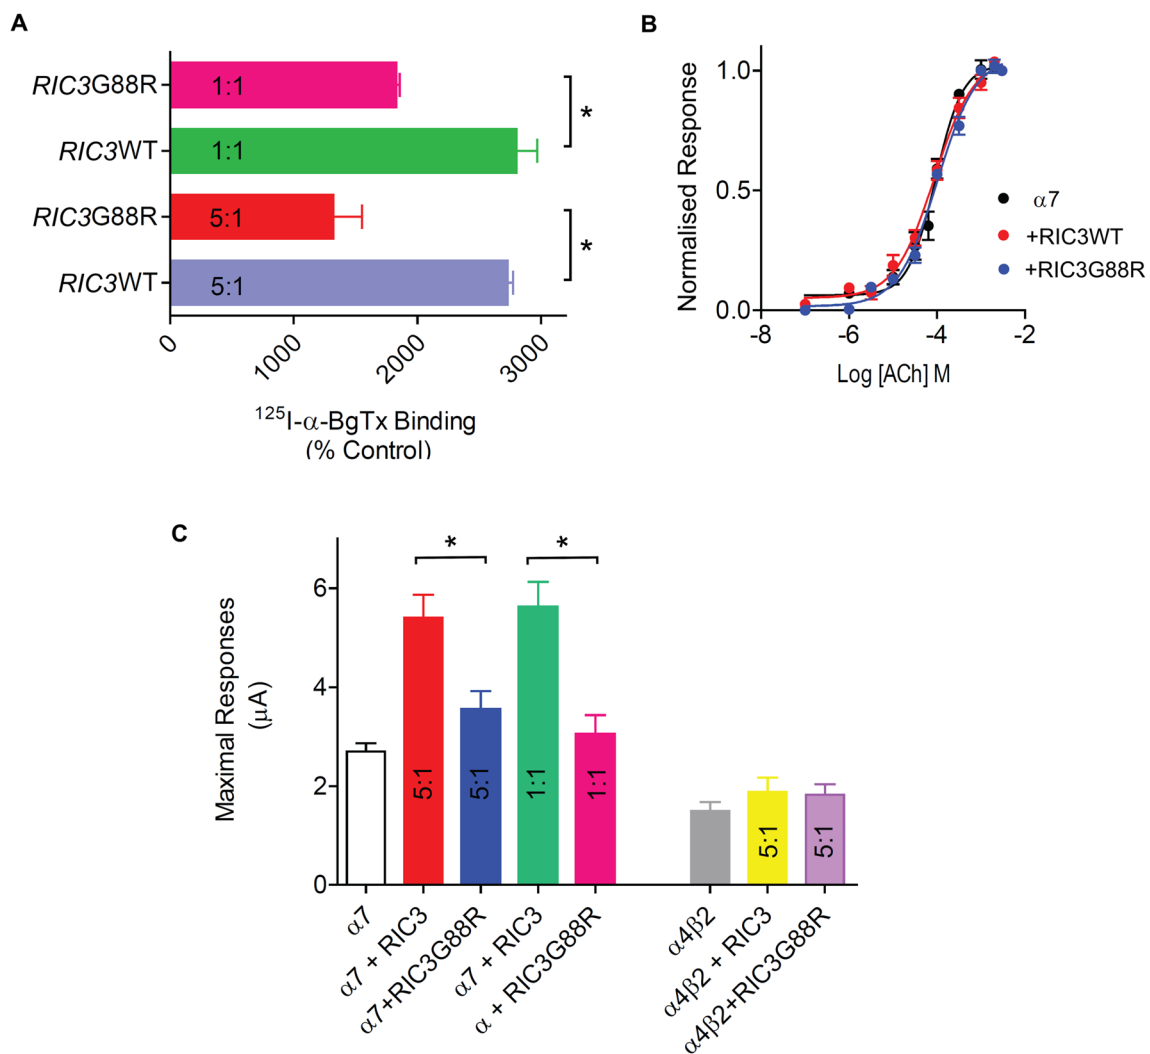 A
RIC3G88R
1:1
*
RIC3WT
1:1
RIC3G88R
5:1
*
RIC3WT
5:1
0
1000
2000
3000
125I-α-BgTx Binding
(% Control)
B
Normalised Response
1.0
0.5
0.0
-8
-6
-4
-2
Log [ACh] M
α7
+RIC3WT
+RIC3G88R
C
Maximal Responses
(μA)
6
4
2
0
*
*
5:1
5:1
1:1
1:1
5:1
5:1
α7
α7 + RIC3
α7+RIC3G88R
α7 + RIC3
α + RIC3G88R
α4β2
α4β2 + RIC3
α4β2+RIC3G88R